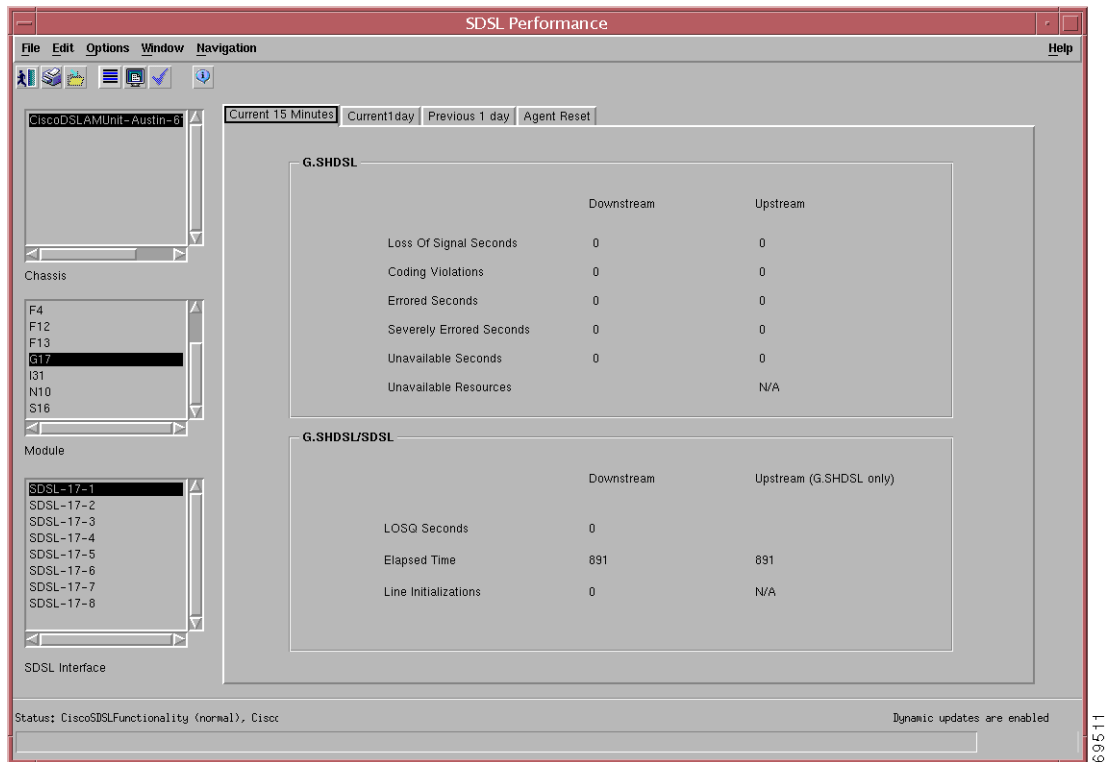 SDSL Performance
File Edit Options Window Navigation Help
CiscoDSLAMUnit-Austin-61
Chassis
F4
F12
F13
G17
I31
N10
S16
Module
SDSL-17-1
SDSL-17-2
SDSL-17-3
SDSL-17-4
SDSL-17-5
SDSL-17-6
SDSL-17-7
SDSL-17-8
SDSL Interface
Current 15 Minutes Current1day Previous 1 day Agent Reset
G.SHDSL
Downstream Upstream
Loss Of Signal Seconds 0 0
Coding Violations 0 0
Errored Seconds 0 0
Severely Errored Seconds 0 0
Unavailable Seconds 0 0
Unavailable Resources N/A
G.SHDSL/SDSL
Downstream Upstream (G.SHDSL only)
LOSQ Seconds 0
Elapsed Time 891 891
Line Initializations 0 N/A
Status: CiscoSDSLFunctionality (normal), Cisco Dynamic updates are enabled
69511